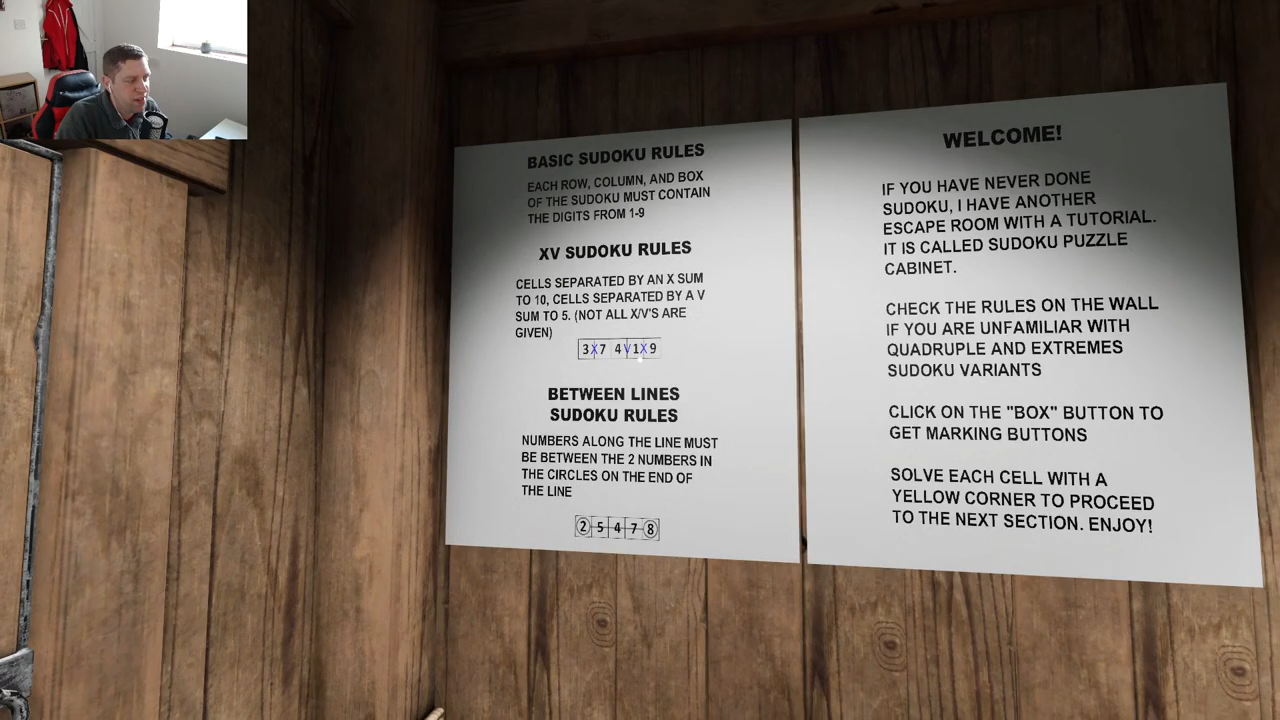 BASIC SUDOKU RULES
EACH ROW, COLUMN, AND BOX
OF THE SUDOKU MUST CONTAIN
THE DIGITS FROM 1-9
XV SUDOKU RULES
CELLS SEPARATED BY AN X SUM
TO 10, CELLS SEPARATED BY A V
SUM TO 5. (NOT ALL X/V'S ARE
GIVEN)
3X7 4V1X9
BETWEEN LINES
SUDOKU RULES
NUMBERS ALONG THE LINE MUST
BE BETWEEN THE 2 NUMBERS IN
THE CIRCLES ON THE END OF
THE LINE
2 5 4 7 8
WELCOME!
IF YOU HAVE NEVER DONE
SUDOKU, I HAVE ANOTHER
ESCAPE ROOM WITH A TUTORIAL.
IT IS CALLED SUDOKU PUZZLE
CABINET.
CHECK THE RULES ON THE WALL
IF YOU ARE UNFAMILIAR WITH
QUADRUPLE AND EXTREMES
SUDOKU VARIANTS
CLICK ON THE "BOX" BUTTON TO
GET MARKING BUTTONS
SOLVE EACH CELL WITH A
YELLOW CORNER TO PROCEED
TO THE NEXT SECTION. ENJOY!